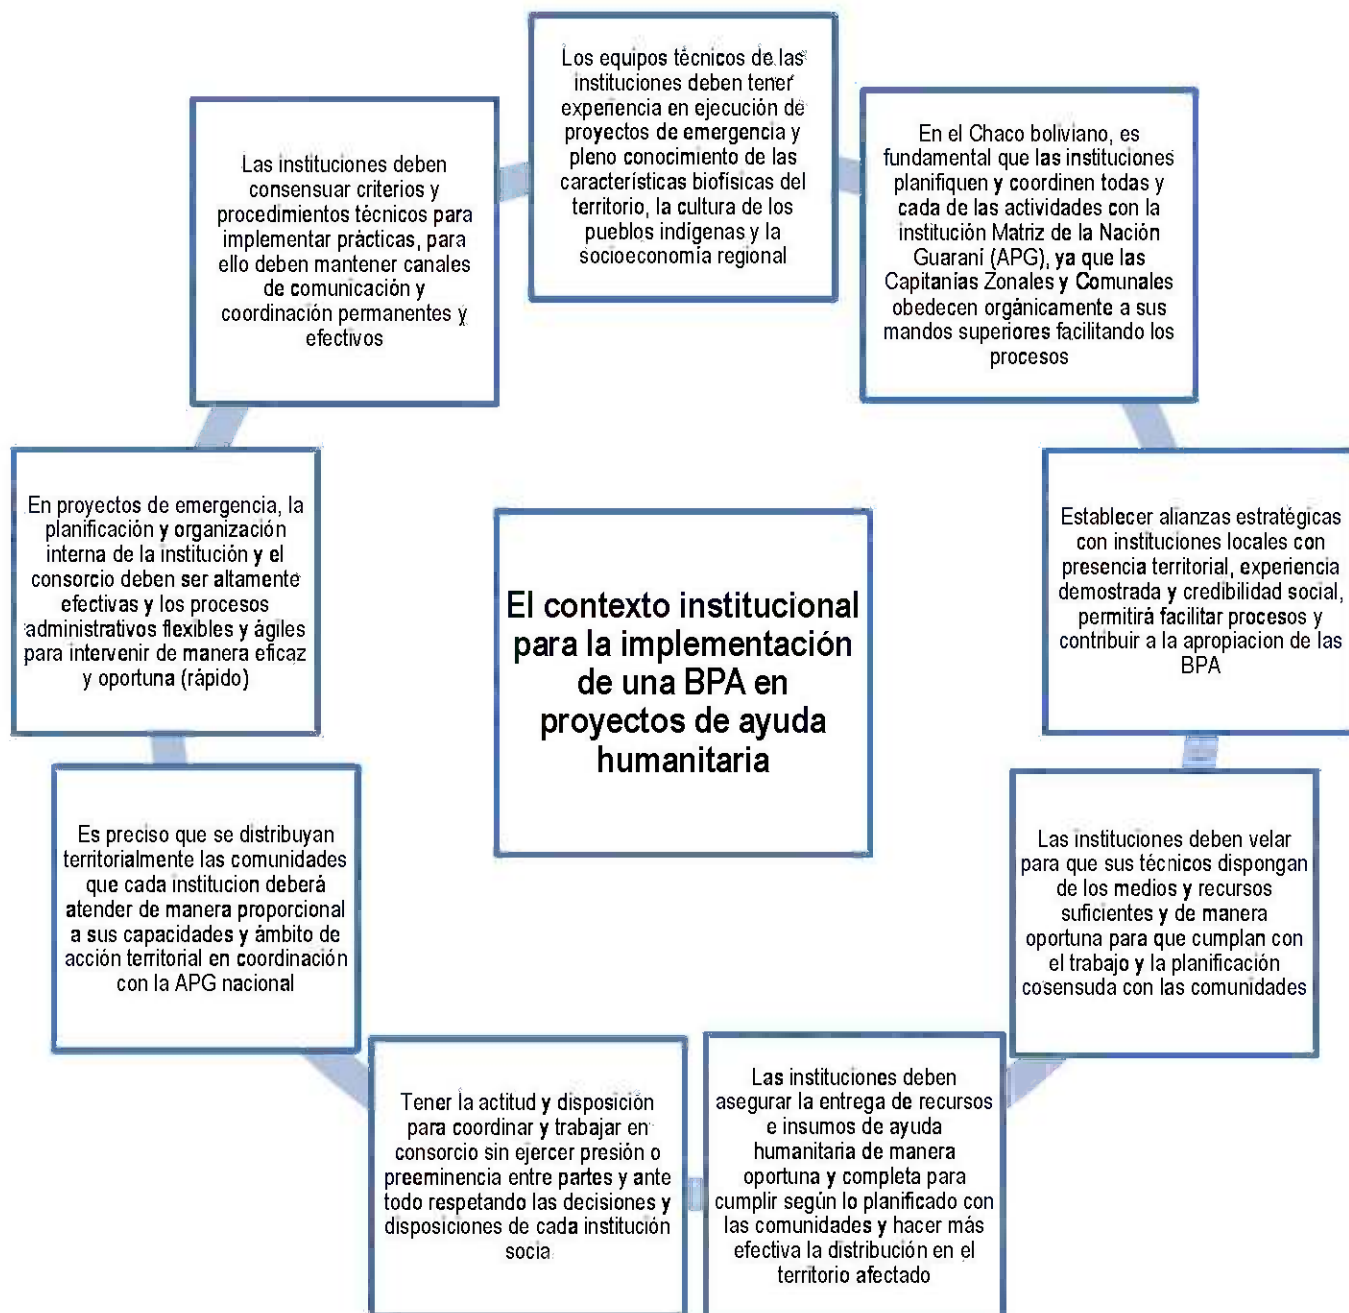 Los equipos técnicos de las
instituciones deben tener
experiencia en ejecución de
proyectos de emergencia y
pleno conocimiento de las
características biofísicas del
territorio, la cultura de los
pueblos indígenas y la
socioeconomía regional
En el Chaco boliviano, es
fundamental que las instituciones
planifiquen y coordinen todas y
cada de las actividades con la
institución Matriz de la Nación
Guaraní (APG), ya que las
Capitanías Zonales y Comunales
obedecen orgánicamente a sus
mandos superiores facilitando los
procesos
Establecer alianzas estratégicas
con instituciones locales con
presencia territorial, experiencia
demostrada y credibilidad social,
permitirá facilitar procesos y
contribuir a la apropiacion de las
BPA
Las instituciones deben velar
para que sus técnicos dispongan
de los medios y recursos
suficientes y de manera
oportuna para que cumplan con
el trabajo y la planificación
cosensuda con las comunidades
Las instituciones deben
asegurar la entrega de recursos
e insumos de ayuda
humanitaria de manera
oportuna y completa para
cumplir según lo planificado con
las comunidades y hacer más
efectiva la distribución en el
territorio afectado
Tener la actitud y disposición
para coordinar y trabajar en
consorcio sin ejercer presión o
preeminencia entre partes y ante
todo respetando las decisiones y
disposiciones de cada institución
socia
Es preciso que se distribuyan
territorialmente las comunidades
que cada institucion deberá
atender de manera proporcional
a sus capacidades y ámbito de
acción territorial en coordinación
con la APG nacional
En proyectos de emergencia, la
planificación y organización
interna de la institución y el
consorcio deben ser altamente
efectivas y los procesos
administrativos flexibles y ágiles
para intervenir de manera eficaz
y oportuna (rápido)
Las instituciones deben
consensuar criterios y
procedimientos técnicos para
implementar prácticas, para
ello deben mantener canales
de comunicación y
coordinación permanentes y
efectivos
El contexto institucional
para la implementación
de una BPA en
proyectos de ayuda
humanitaria